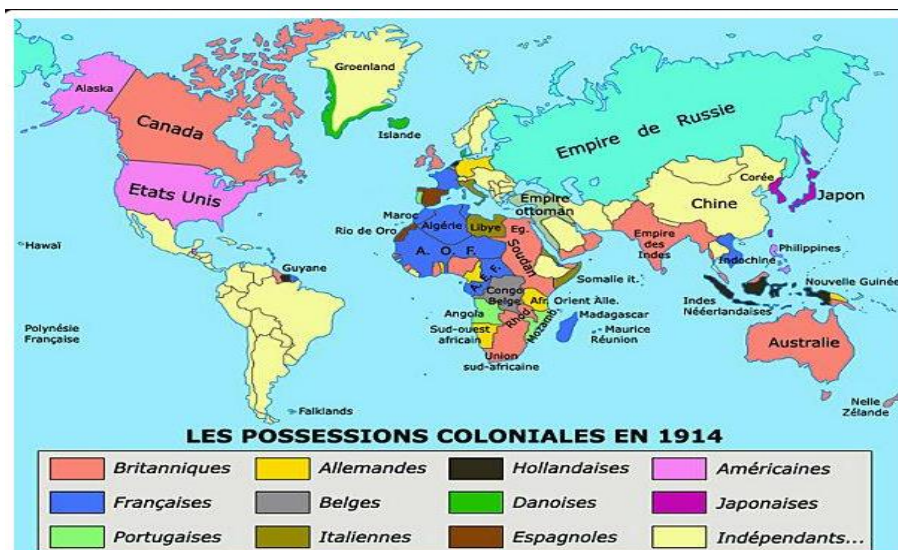 Groenland
Alaska
Islande
Canada
Empire de Russie
Etats Unis
Corée
Japon
Chine
Empire
ottoman
Maroc
Algérie
Libye
Eg.
Rio de Oro
Empire
des
Indes
Hawaï
A. O. F.
Soudan
Philippines
Indochine
Guyane
A. E. F.
Somalie it.
Nouvelle Guinée
Congo
Belge
Afr. Orient Alle.
Indes
Néérlandaises
Angola
Madagascar
Polynésie
Française
Rhod.
Mozamb.
Maurice
Réunion
Sud-ouest
africain
Australie
Union
sud-africaine
Falklands
Nelle
Zélande
LES POSSESSIONS COLONIALES EN 1914
Britanniques Allemandes Hollandaises Américaines
Françaises Belges Danoises Japonaises
Portugaises Italiennes Espagnoles Indépendants...